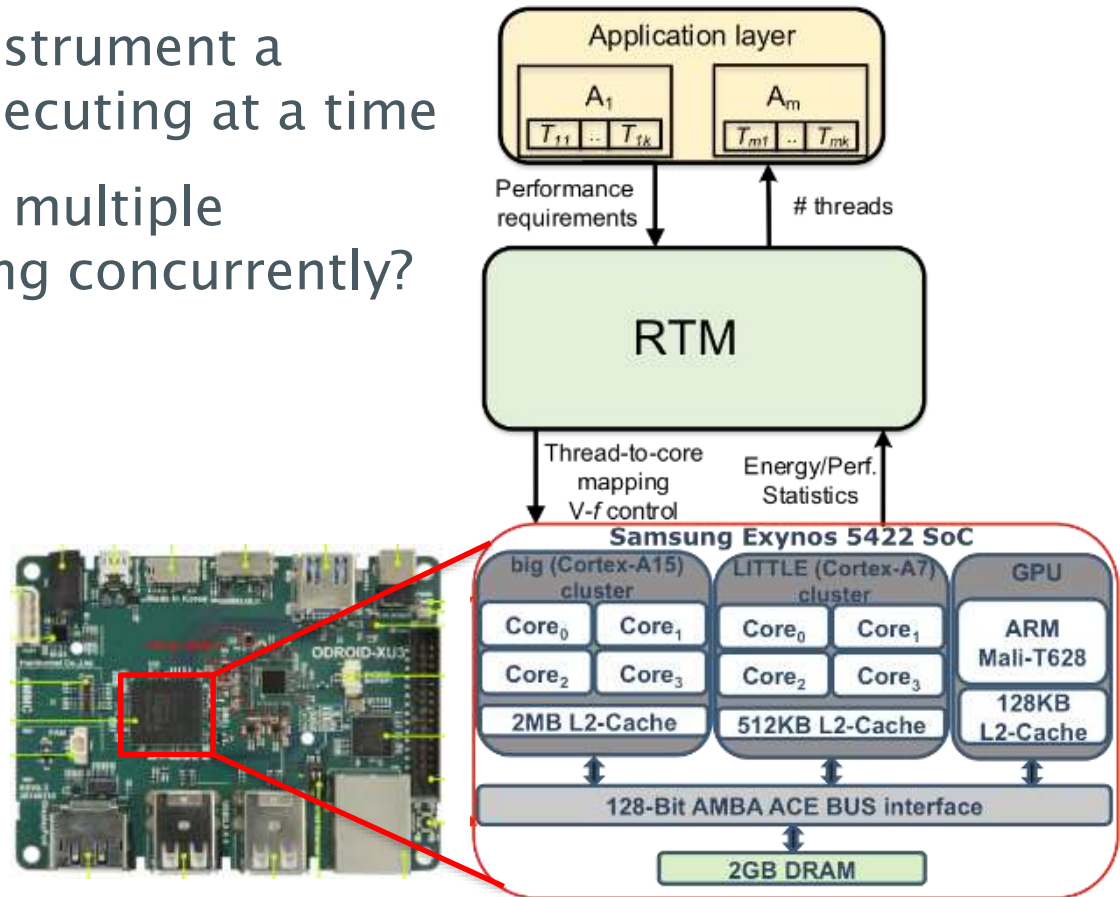 strument a
ecuting at a time
multiple
ng concurrently?
Application layer
A₁
T₁₁ .. T₁ₖ
Aₘ
Tₘ₁ .. Tₘₖ
Performance
requirements
# threads
RTM
Thread-to-core
mapping
V-f control
Energy/Perf.
Statistics
Samsung Exynos 5422 SoC
big (Cortex-A15)
cluster
Core₀
Core₁
Core₂
Core₃
2MB L2-Cache
LITTLE (Cortex-A7)
cluster
Core₀
Core₁
Core₂
Core₃
512KB L2-Cache
GPU
ARM
Mali-T628
128KB
L2-Cache
128-Bit AMBA ACE BUS interface
2GB DRAM
ODROID-XU3